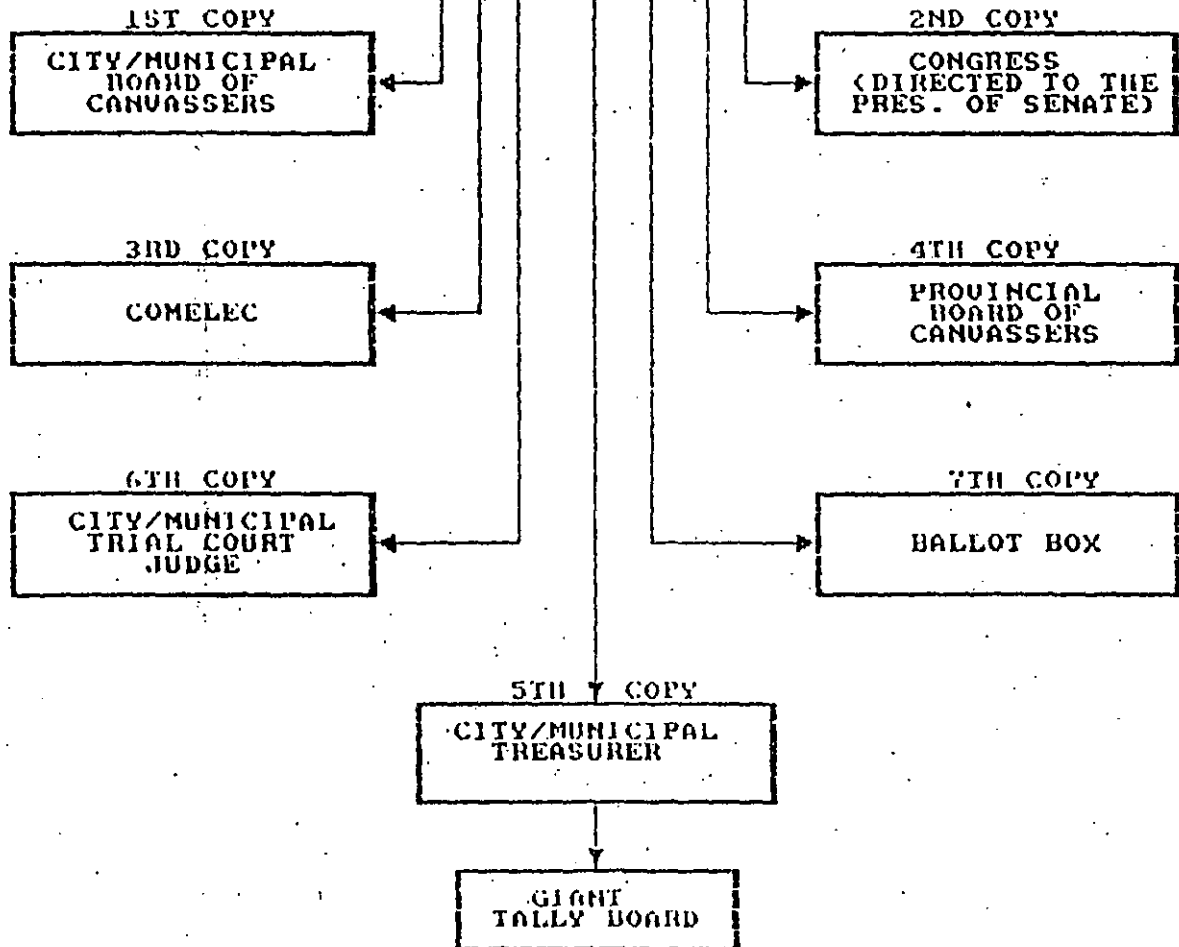 1ST COPY
CITY/MUNICIPAL
BOARD OF
CANVASSERS
2ND COPY
CONGRESS
(DIRECTED TO THE
PRES. OF SENATE)
3RD COPY
COMELEC
4TH COPY
PROVINCIAL
BOARD OF
CANVASSERS
6TH COPY
CITY/MUNICIPAL
TRIAL COURT
JUDGE
7TH COPY
BALLOT BOX
5TH COPY
CITY/MUNICIPAL
TREASURER
GIANT
TALLY BOARD